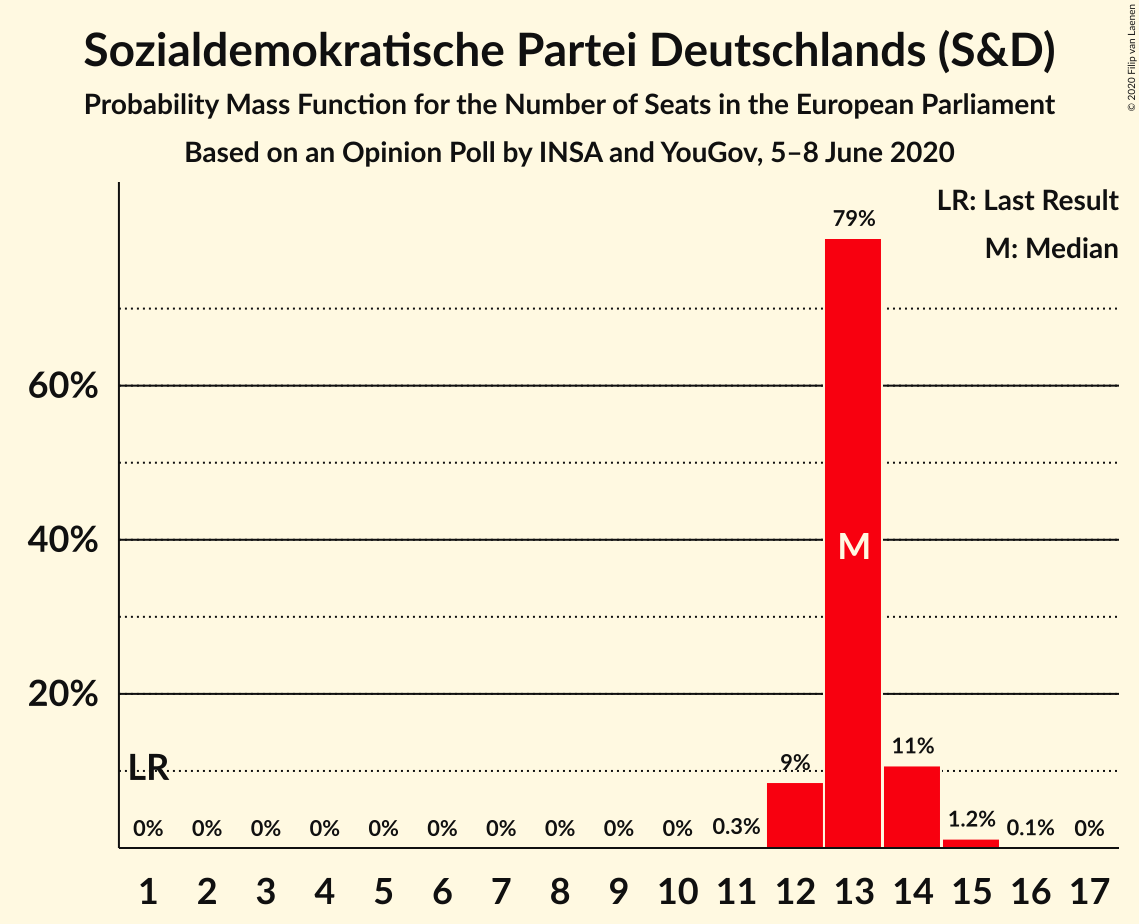 Sozialdemokratische Partei Deutschlands (S&D)
Probability Mass Function for the Number of Seats in the European Parliament
Based on an Opinion Poll by INSA and YouGov, 5–8 June 2020
© 2020 Filip van Laenen
LR: Last Result
M: Median
79%
60%
40%
M
20%
LR
9%
11%
0% 0% 0% 0% 0% 0% 0% 0% 0% 0% 0.3% 1.2% 0.1% 0%
1 2 3 4 5 6 7 8 9 10 11 12 13 14 15 16 17